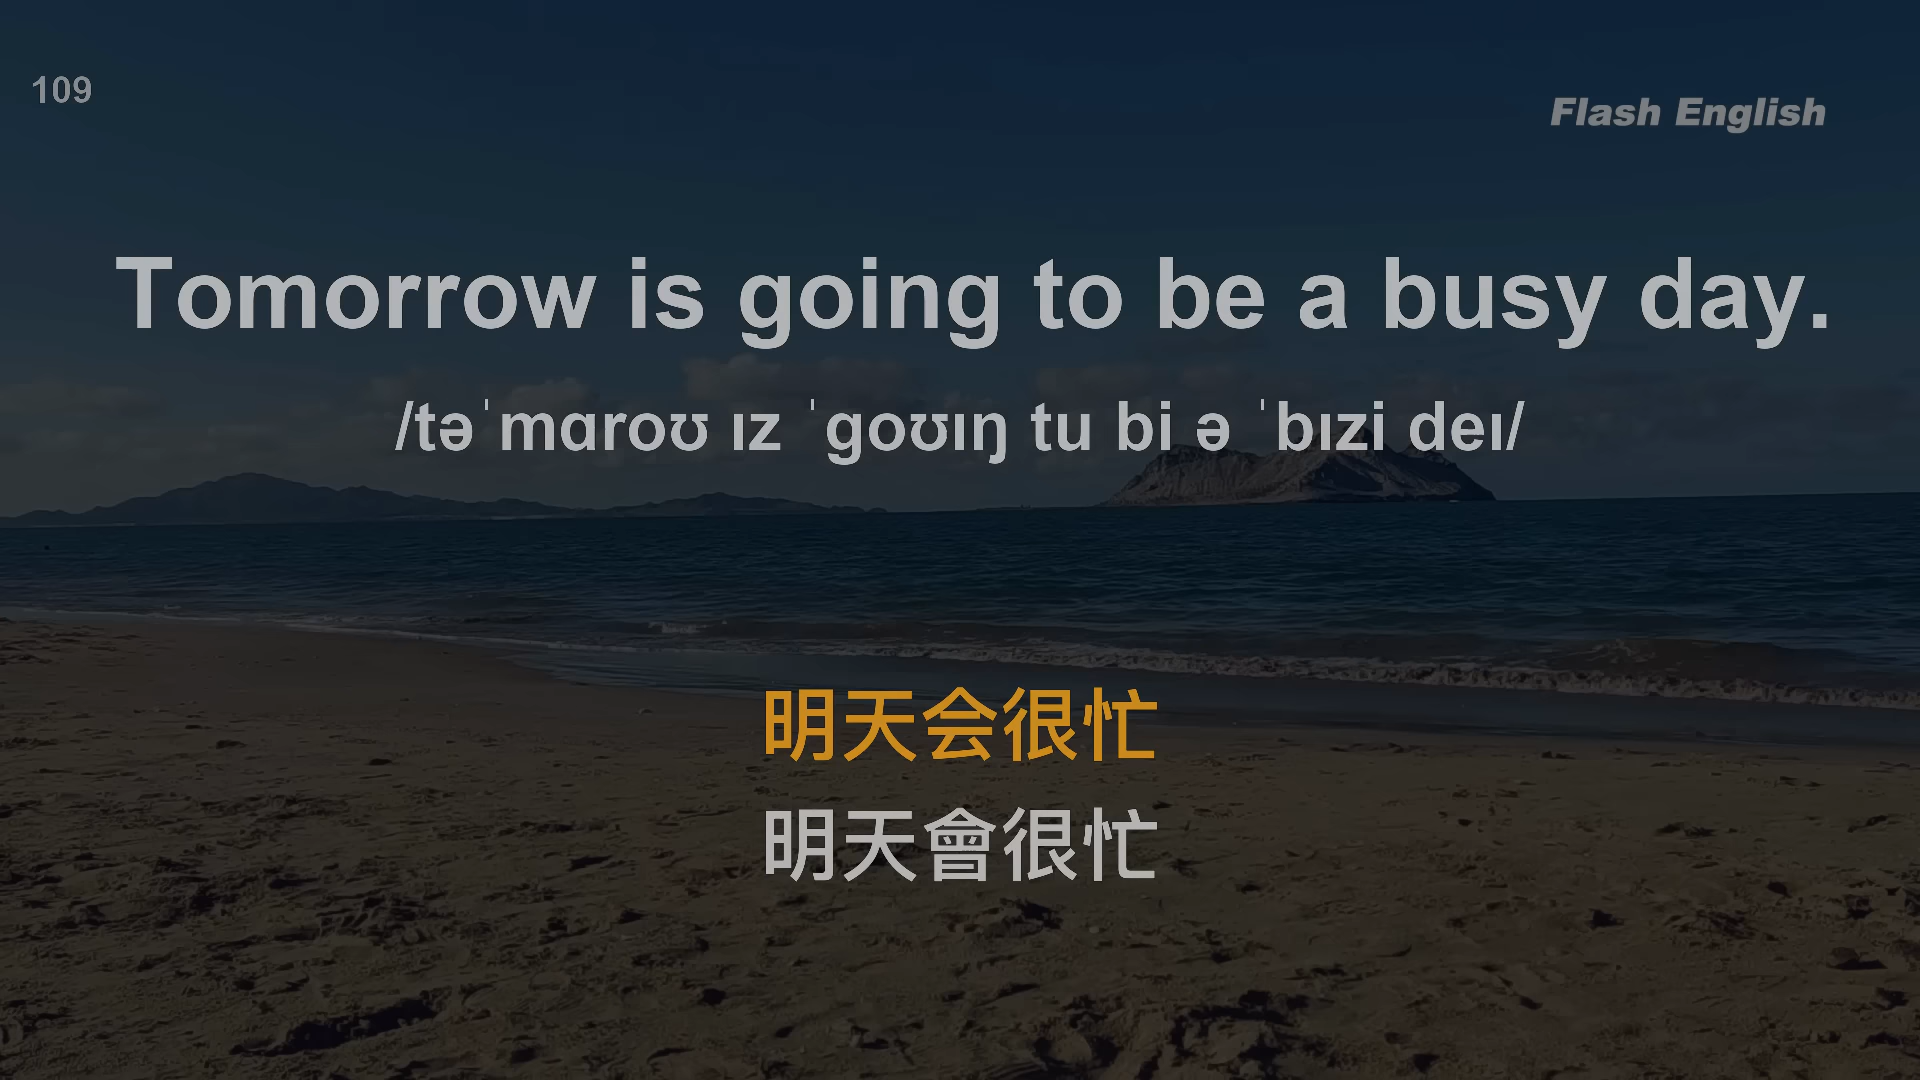 109
Flash English
Tomorrow is going to be a busy day.
/təˈmɑroʊ ɪz ˈɡoʊɪŋ tu bi ə ˈbɪzi deɪ/
明天会很忙
明天會很忙